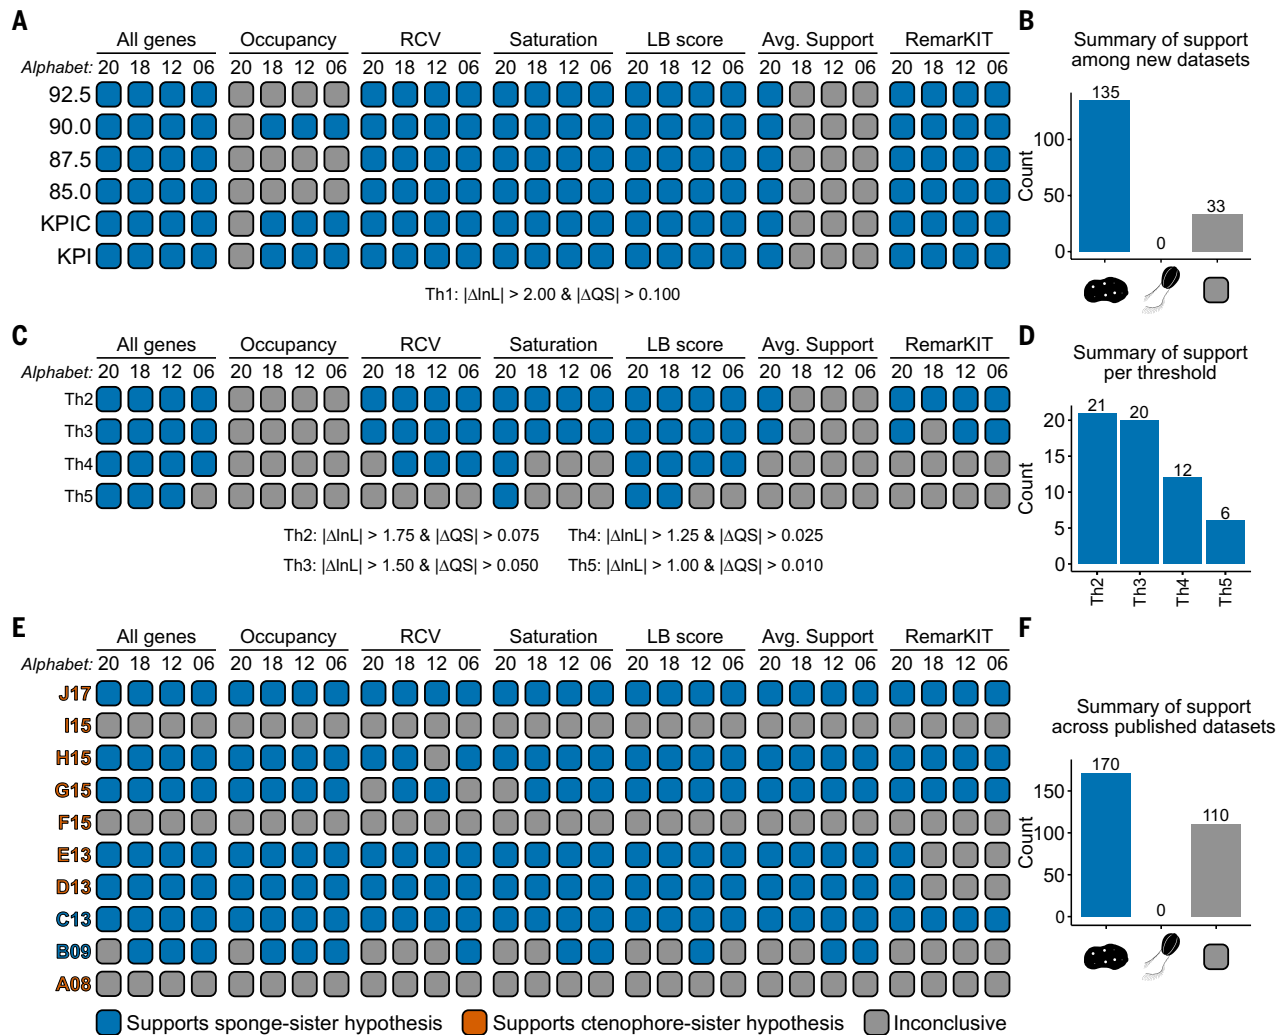 A
All genes Occupancy RCV Saturation LB score Avg. Support RemarKIT
Alphabet: 20 18 12 06 20 18 12 06 20 18 12 06 20 18 12 06 20 18 12 06 20 18 12 06 20 18 12 06
92.5
90.0
87.5
85.0
KPIC
KPI
Th1: |ΔlnL| > 2.00 & |ΔQS| > 0.100
B
Summary of support
among new datasets
135
100
50
0
Count
0
33
C
All genes Occupancy RCV Saturation LB score Avg. Support RemarKIT
Alphabet: 20 18 12 06 20 18 12 06 20 18 12 06 20 18 12 06 20 18 12 06 20 18 12 06 20 18 12 06
Th2
Th3
Th4
Th5
Th2: |ΔlnL| > 1.75 & |ΔQS| > 0.075 Th4: |ΔlnL| > 1.25 & |ΔQS| > 0.025
Th3: |ΔlnL| > 1.50 & |ΔQS| > 0.050 Th5: |ΔlnL| > 1.00 & |ΔQS| > 0.010
D
Summary of support
per threshold
21
20
12
6
20
15
10
5
0
Count
Th2 Th3 Th4 Th5
E
All genes Occupancy RCV Saturation LB score Avg. Support RemarKIT
Alphabet: 20 18 12 06 20 18 12 06 20 18 12 06 20 18 12 06 20 18 12 06 20 18 12 06 20 18 12 06
J17
I15
H15
G15
F15
E13
D13
C13
B09
A08
Supports sponge-sister hypothesis Supports ctenophore-sister hypothesis Inconclusive
F
Summary of support
across published datasets
170
150
100
50
0
Count
0
110